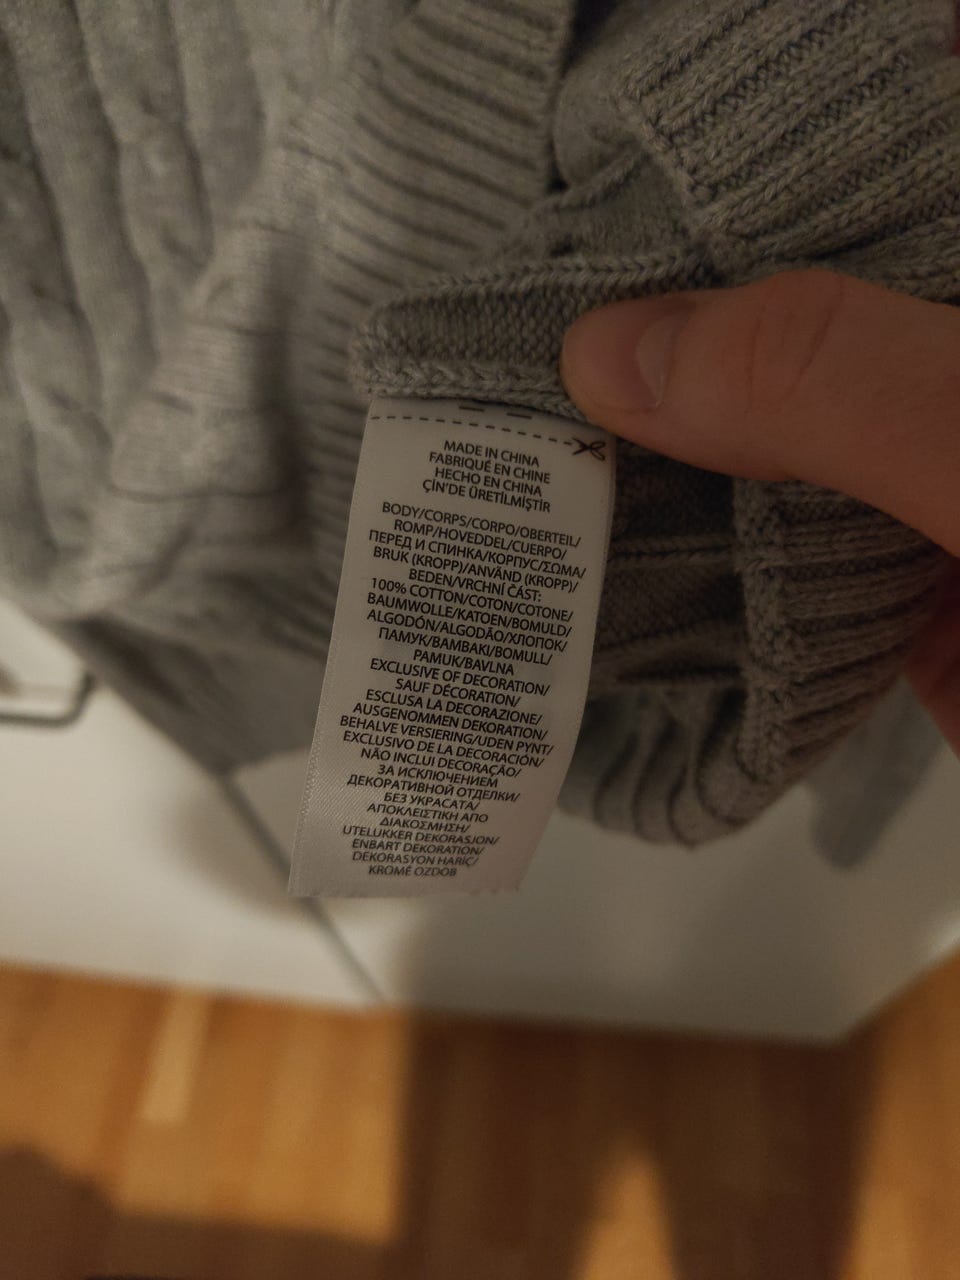 MADE IN CHINA
FABRIQUÉ EN CHINE
HECHO EN CHINA
ÇİN'DE ÜRETİLMİŞTİR
BODY/CORPS/CORPO/OBERTEIL/
ROMP/HOVEDDEL/CUERPO/
ПЕРЕД И СПИНКА/КОРПУС/ΣΩΜΑ/
BRUK (KROPP)/ANVÄND (KROPP)/
BEDEN/VRCHNÍ ČÁST:
100% COTTON/COTON/COTONE/
BAUMWOLLE/KATOEN/BOMULD/
ALGODÓN/ALGODÃO/ХЛОПОК/
ПАМУК/BAMBAKI/BOMULL/
PAMUK/BAVLNA
EXCLUSIVE OF DECORATION/
SAUF DÉCORATION/
ESCLUSA LA DECORAZIONE/
AUSGENOMMEN DEKORATION/
BEHALVE VERSIERING/UDEN PYNT/
EXCLUSIVO DE LA DECORACIÓN/
NÃO INCLUI DECORAÇÃO/
ЗА ИСКЛЮЧЕНИЕМ
ДЕКОРАТИВНОЙ ОТДЕЛКИ/
БЕЗ УКРАСАТА/
ΑΠΟΚΛΕΙΣΤΙΚΗ ΑΠΟ
ΔΙΑΚΟΣΜΗΣΗ/
UTELUKKER DEKORASJON/
ENBART DEKORATION/
DEKORASYON HARİÇ/
KROMĚ OZDOB